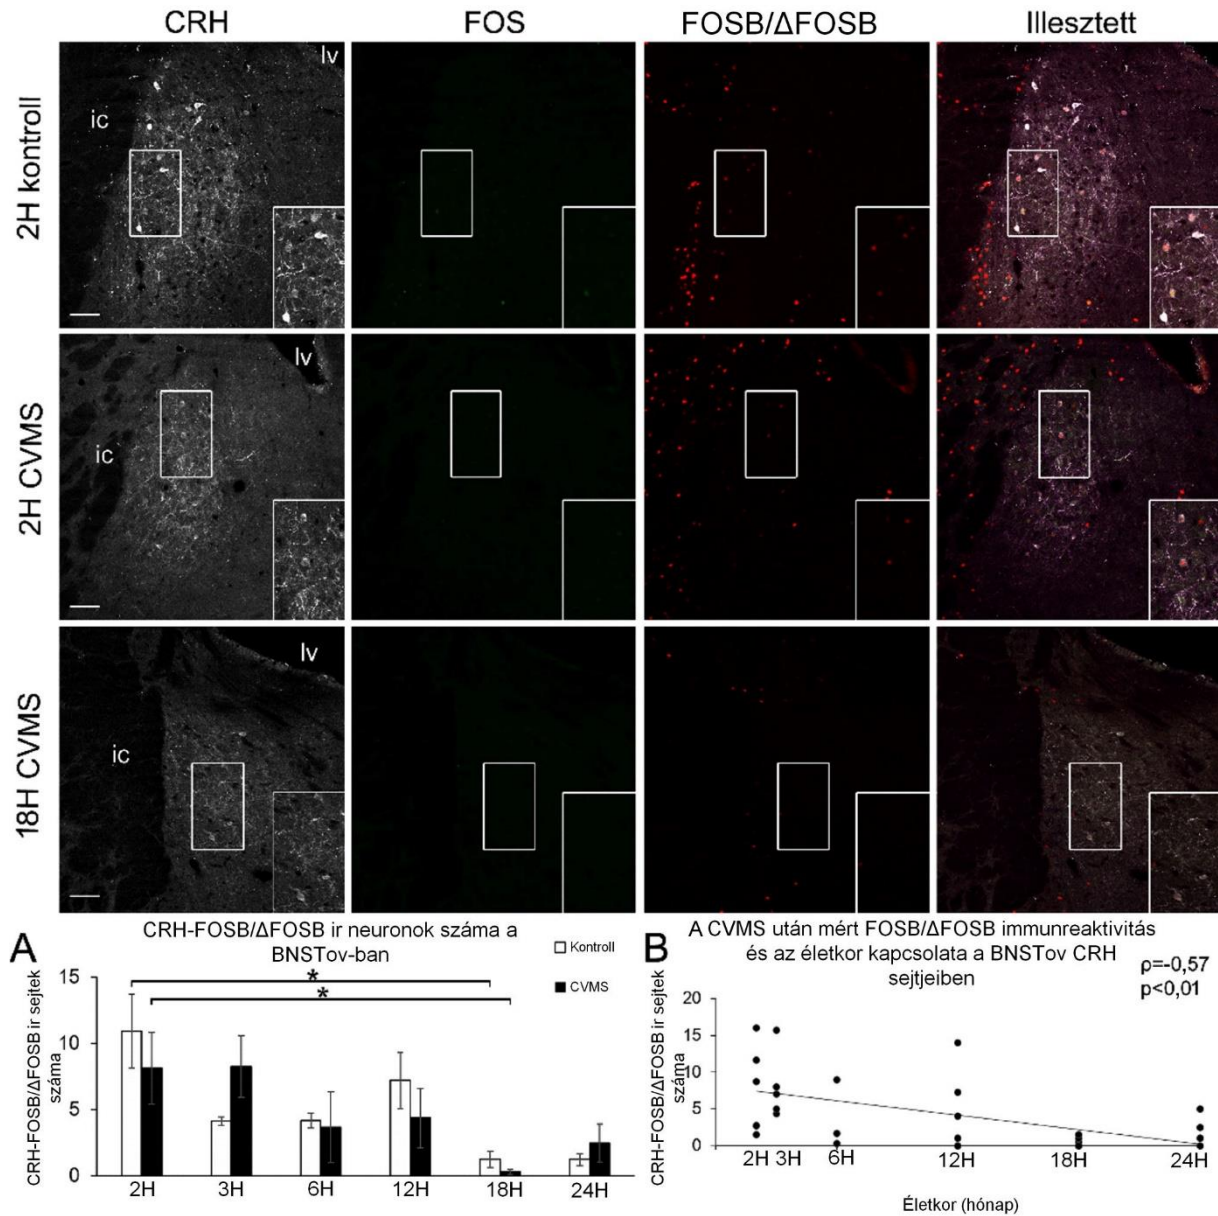 CRH FOS FOSB/ΔFOSB Illesztett
2H kontroll
lv
ic
2H CVMS
lv
ic
18H CVMS
lv
ic
A
CRH-FOSB/ΔFOSB ir neuronok száma a
BNSTov-ban
Kontroll
CVMS
CRH-FOSB/ΔFOSB ir sejtek
száma
15
10
5
0
*
*
2H 3H 6H 12H 18H 24H
B
A CVMS után mért FOSB/ΔFOSB immunreaktivitás
és az életkor kapcsolata a BNSTov CRH
sejtjeiben
ρ=-0,57
p<0,01
CRH-FOSB/ΔFOSB ir sejtek
száma
20
15
10
5
0
2H 3H 6H 12H 18H 24H
Életkor (hónap)